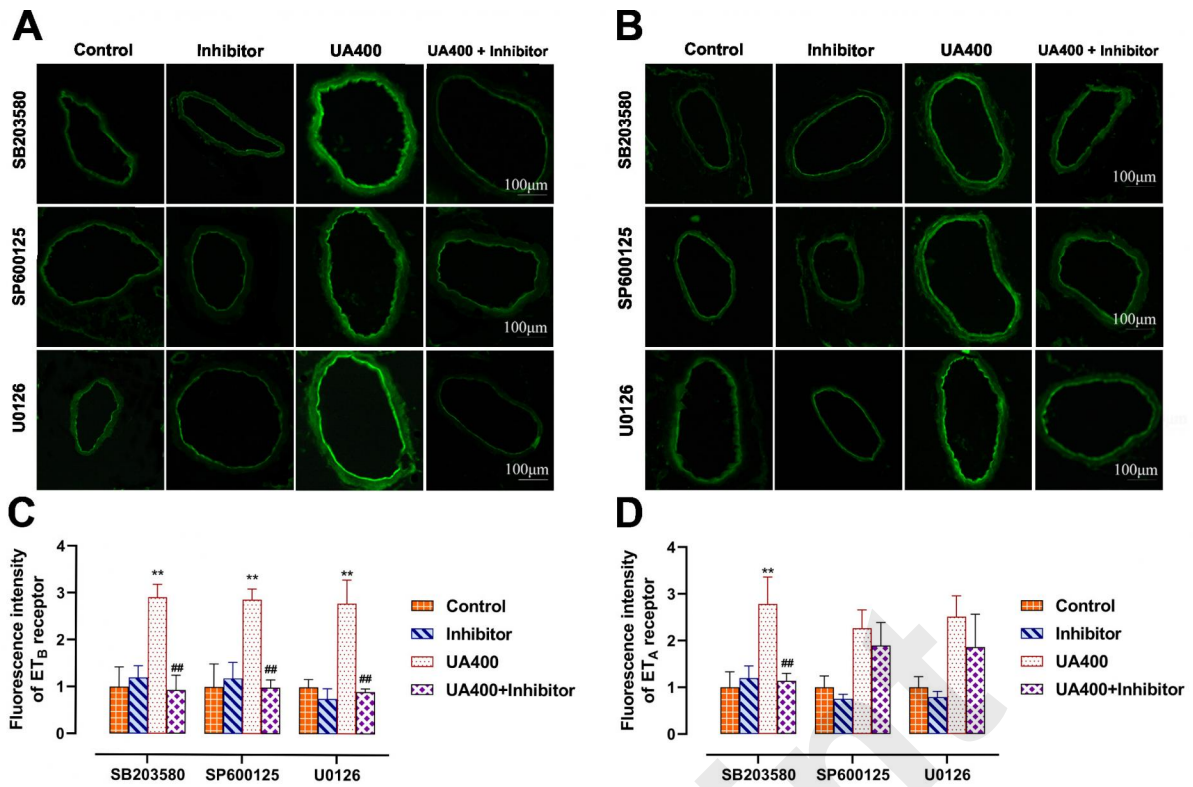 A
Control Inhibitor UA400 UA400 + Inhibitor
SB203580
100μm
SP600125
100μm
U0126
100μm
B
Control Inhibitor UA400 UA400 + Inhibitor
SB203580
100μm
SP600125
100μm
U0126
100μm
C
Fluorescence intensity
of ETB receptor
4
3
2
1
0
** ** **
## ## ##
SB203580 SP600125 U0126
Control
Inhibitor
UA400
UA400+Inhibitor
D
Fluorescence intensity
of ETA receptor
4
3
2
1
0
**
##
SB203580 SP600125 U0126
Control
Inhibitor
UA400
UA400+Inhibitor